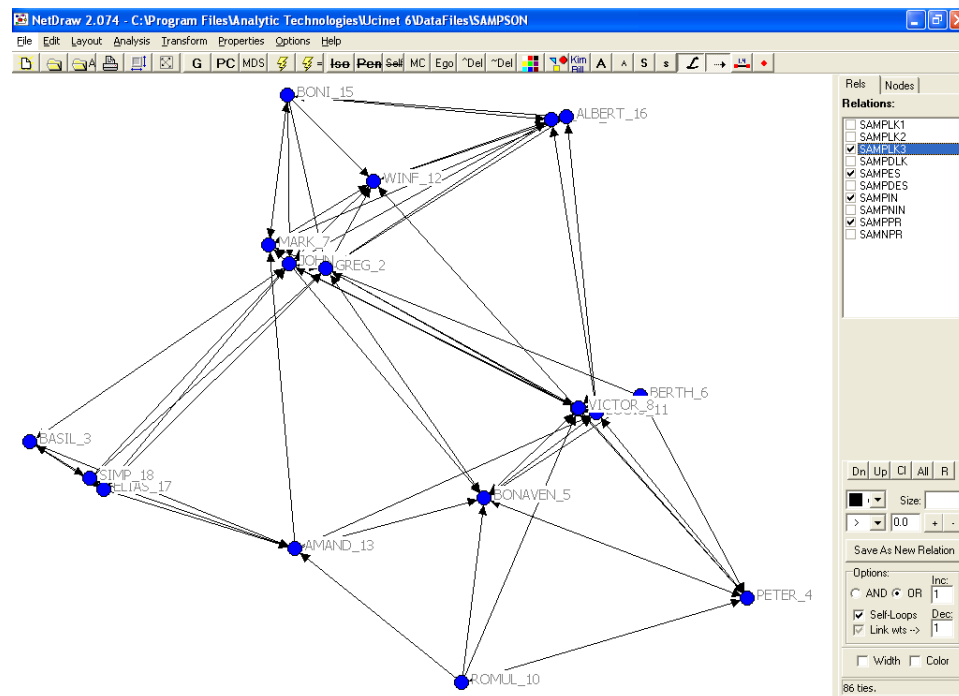 NetDraw 2.074 - C:\Program Files\Analytic Technologies\Ucinet 6\DataFiles\SAMPSON
File Edit Layout Analysis Transform Properties Options Help
A G PC MDS = Iso Pen Self MC Ego ~Del ~Del Kim Bill A A S s L
Rels Nodes
Relations:
SAMPLK1
SAMPLK2
SAMPLK3
SAMPDLK
SAMPES
SAMPDES
SAMPIN
SAMPNIN
SAMPPR
SAMNPR
BONI_15
ALBERT_16
WINF_12
MARK_7
JOHN
GREG_2
BERTH_6
VICTOR_8
BASIL_3
SIMP_18
ELIAS_17
BONAVEN_5
AMAND_13
PETER_4
ROMUL_10
Dn Up Cl All R
Size:
> 0.0 + -
Save As New Relation
Options:
AND OR Inc: 1
Self-Loops Dec:
Link wts --> 1
Width Color
86 ties.